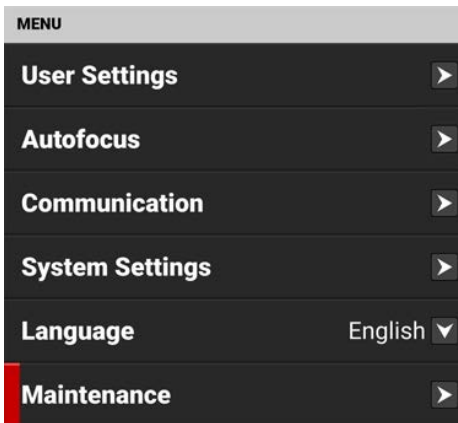 MENU
User Settings
Autofocus
Communication
System Settings
Language English
Maintenance